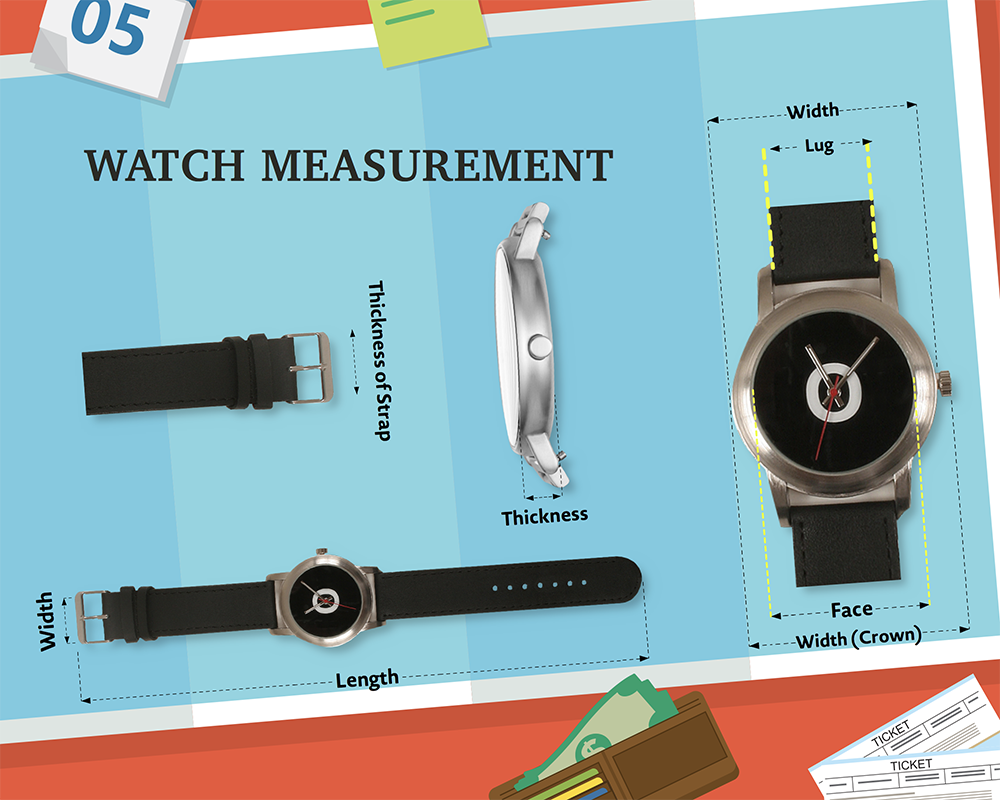 05
WATCH MEASUREMENT
Width
Lug
Thickness of Strap
Thickness
Width
Length
Face
Width (Crown)
TICKET
TICKET